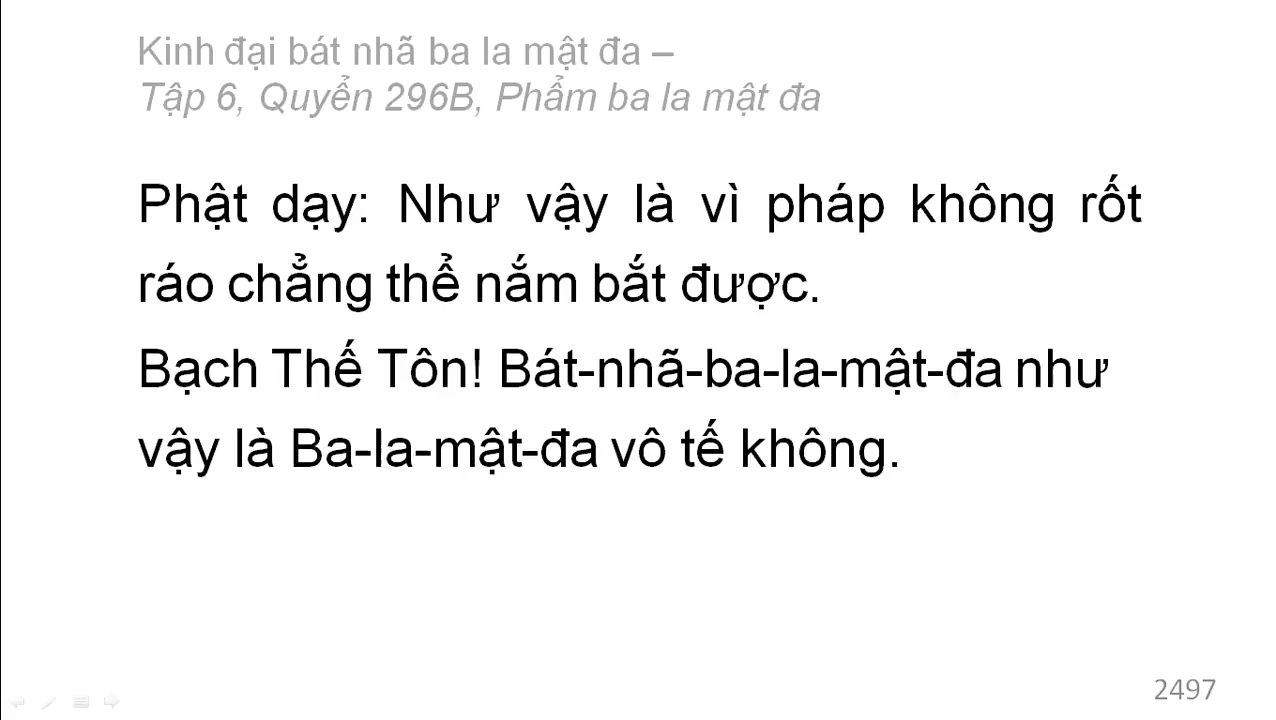 Kinh đại bát nhã ba la mật đa –
Tập 6, Quyển 296B, Phẩm ba la mật đa
Phật dạy: Như vậy là vì pháp không rốt
ráo chẳng thể nắm bắt được.
Bạch Thế Tôn! Bát-nhã-ba-la-mật-đa như
vậy là Ba-la-mật-đa vô tế không.
2497